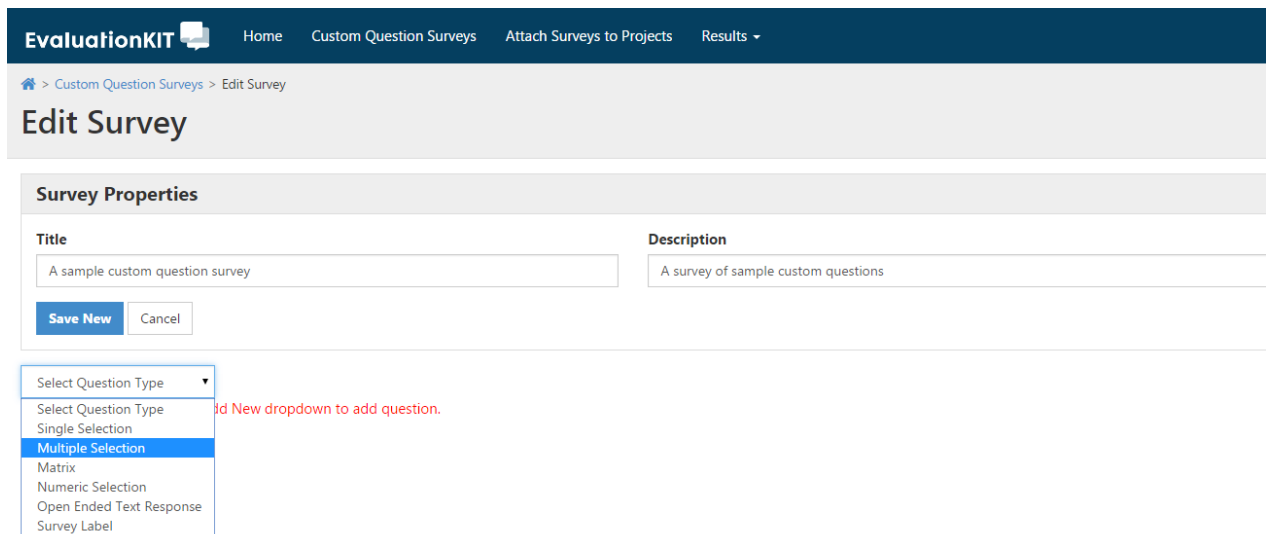 EvaluationKIT Home Custom Question Surveys Attach Surveys to Projects Results
> Custom Question Surveys > Edit Survey
Edit Survey
Survey Properties
Title Description
A sample custom question survey A survey of sample custom questions
Save New Cancel
Select Question Type
Select Question Type New dropdown to add question.
Single Selection
Multiple Selection
Matrix
Numeric Selection
Open Ended Text Response
Survey Label